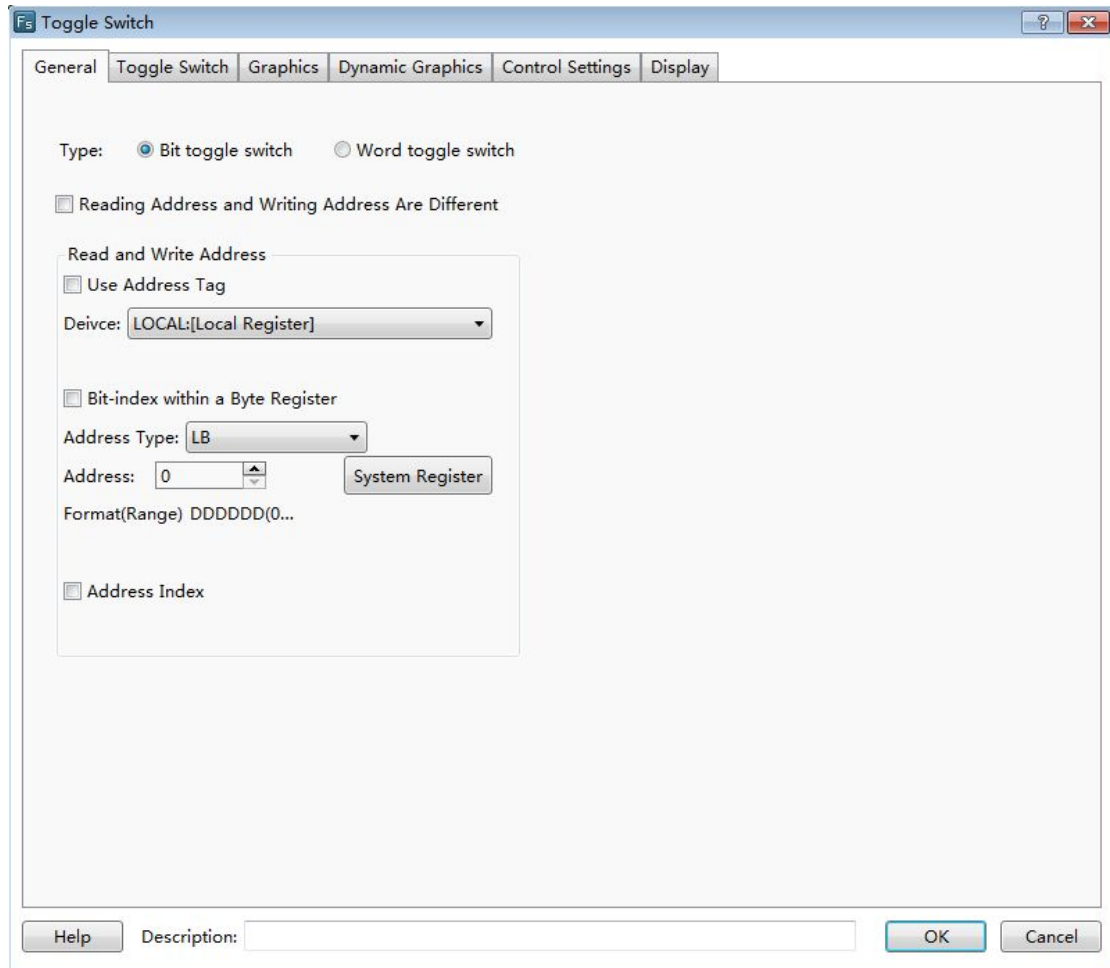 Fs Toggle Switch
General Toggle Switch Graphics Dynamic Graphics Control Settings Display
Type: Bit toggle switch Word toggle switch
Reading Address and Writing Address Are Different
Read and Write Address
Use Address Tag
Deivce: LOCAL:[Local Register]
Bit-index within a Byte Register
Address Type: LB
Address: 0 System Register
Format(Range) DDDDDD(0...
Address Index
Help Description: OK Cancel